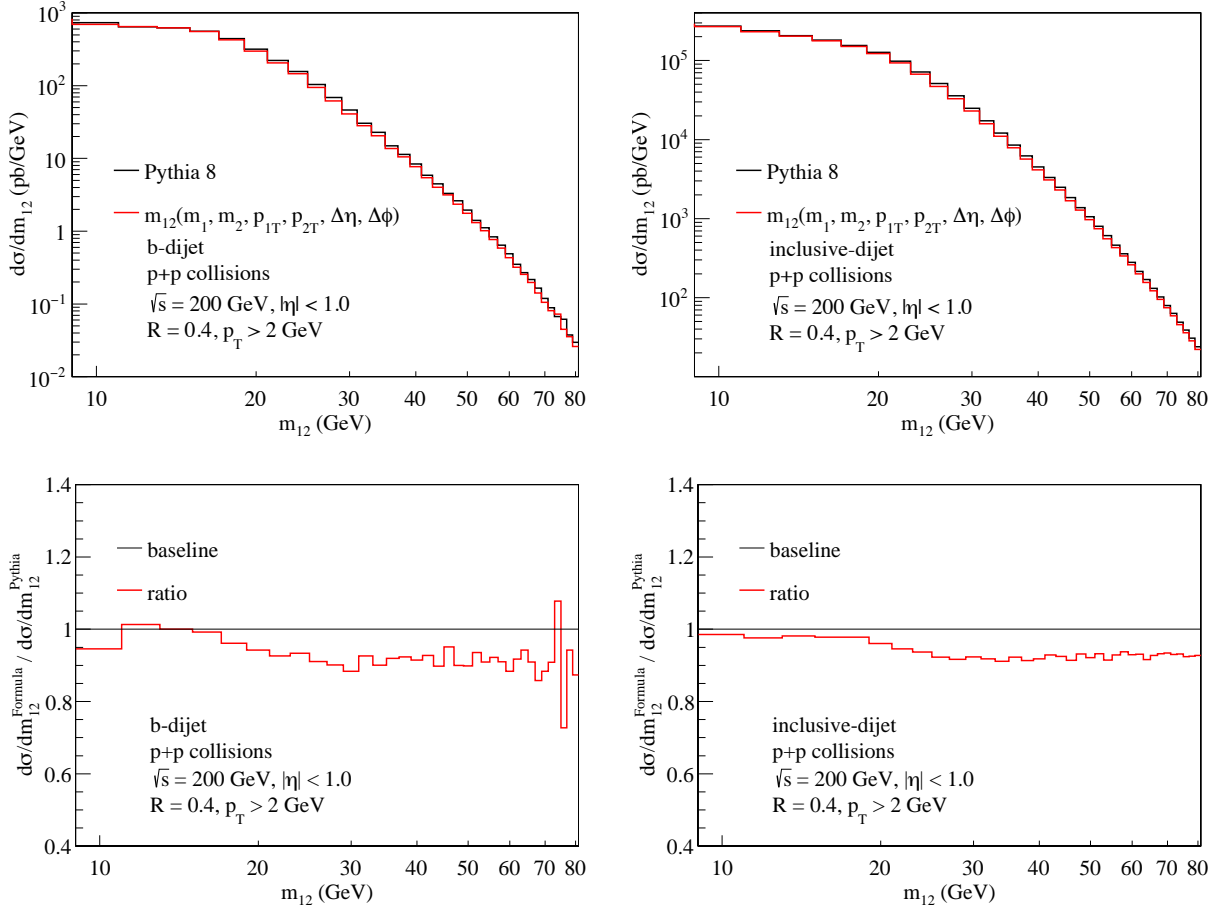 10³
10²
10
1
10⁻¹
10⁻²
dσ/dm₁₂ (pb/GeV)
Pythia 8
m₁₂(m₁, m₂, p₁T, p₂T, Δη, Δϕ)
b-dijet
p+p collisions
√s = 200 GeV, |η| < 1.0
R = 0.4, p_T > 2 GeV
10 20 30 40 50 60 70 80
m₁₂ (GeV)
10⁵
10⁴
10³
10²
dσ/dm₁₂ (pb/GeV)
Pythia 8
m₁₂(m₁, m₂, p₁T, p₂T, Δη, Δϕ)
inclusive-dijet
p+p collisions
√s = 200 GeV, |η| < 1.0
R = 0.4, p_T > 2 GeV
10 20 30 40 50 60 70 80
m₁₂ (GeV)
1.4
1.2
1
0.8
0.6
0.4
dσ/dm₁₂^Formula / dσ/dm₁₂^Pythia
baseline
ratio
b-dijet
p+p collisions
√s = 200 GeV, |η| < 1.0
R = 0.4, p_T > 2 GeV
10 20 30 40 50 60 70 80
m₁₂ (GeV)
1.4
1.2
1
0.8
0.6
0.4
dσ/dm₁₂^Formula / dσ/dm₁₂^Pythia
baseline
ratio
inclusive-dijet
p+p collisions
√s = 200 GeV, |η| < 1.0
R = 0.4, p_T > 2 GeV
10 20 30 40 50 60 70 80
m₁₂ (GeV)